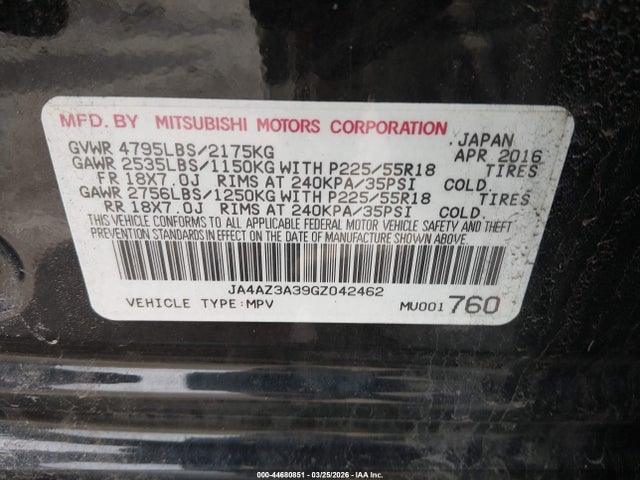 MFD. BY MITSUBISHI MOTORS CORPORATION . JAPAN
GVWR 4795LBS/2175KG APR 2016
GAWR 2535LBS/1150KG WITH P225/55R18 TIRES
FR 18X7.0J RIMS AT 240KPA/35PSI COLD.
GAWR 2756LBS/1250KG WITH P225/55R18 TIRES
RR 18X7.0J RIMS AT 240KPA/35PSI COLD.
THIS VEHICLE CONFORMS TO ALL APPLICABLE FEDERAL MOTOR VEHICLE SAFETY AND THEFT
PREVENTION STANDARDS IN EFFECT ON THE DATE OF MANUFACTURE SHOWN ABOVE.
JA4AZ3A39GZ042462
VEHICLE TYPE:MPV MU001 760
000-44680851 - 03/25/2026 - IAA Inc.